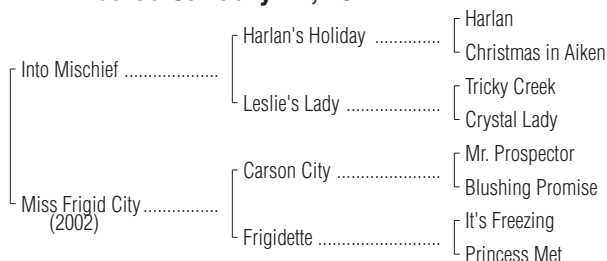 Harlan
Harlan's Holiday ..............
Christmas in Aiken
Into Mischief ....................
Tricky Creek
Leslie's Lady .....................
Crystal Lady
Mr. Prospector
Carson City ......................
Blushing Promise
Miss Frigid City ................
(2002)
It's Freezing
Frigidette ..........................
Princess Met